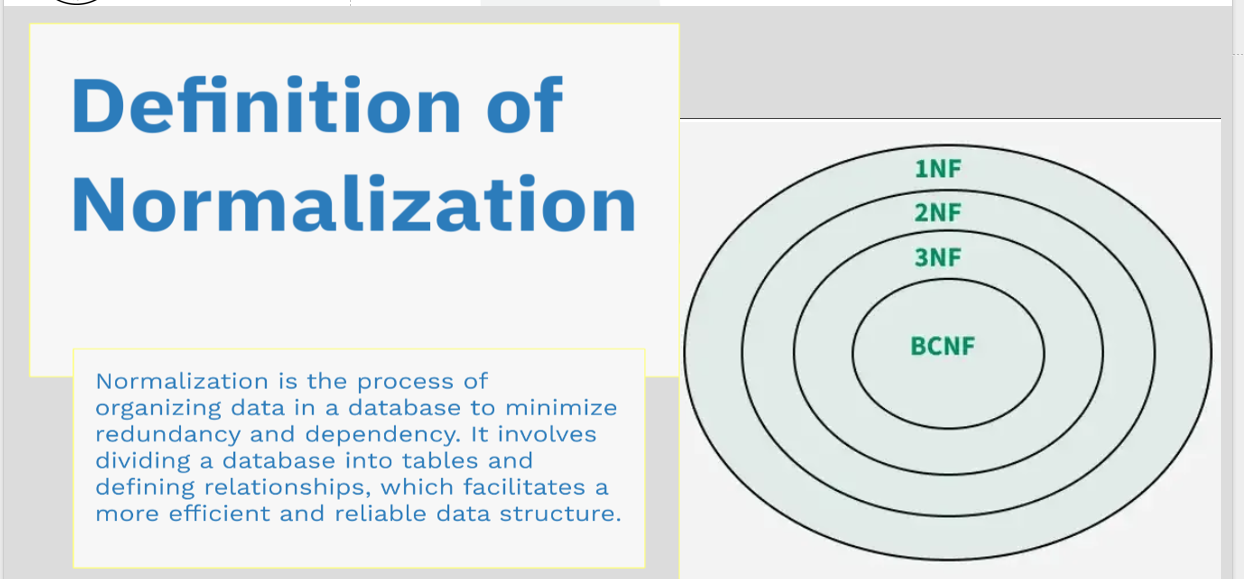 Definition of
Normalization
Normalization is the process of
organizing data in a database to minimize
redundancy and dependency. It involves
dividing a database into tables and
defining relationships, which facilitates a
more efficient and reliable data structure.
1NF
2NF
3NF
BCNF